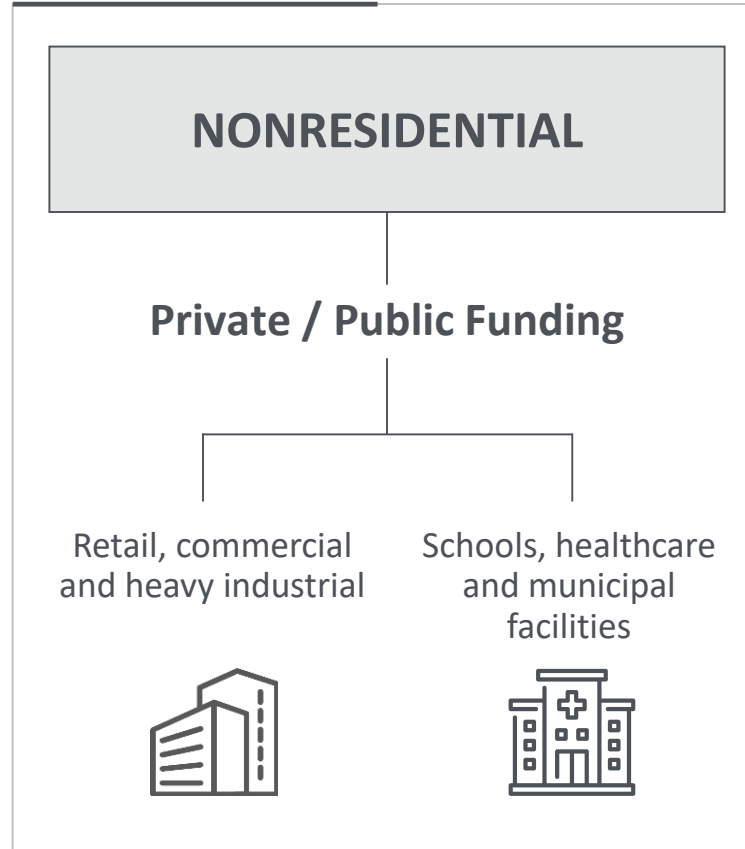 NONRESIDENTIAL
Private / Public Funding
Retail, commercial
and heavy industrial
Schools, healthcare
and municipal
facilities